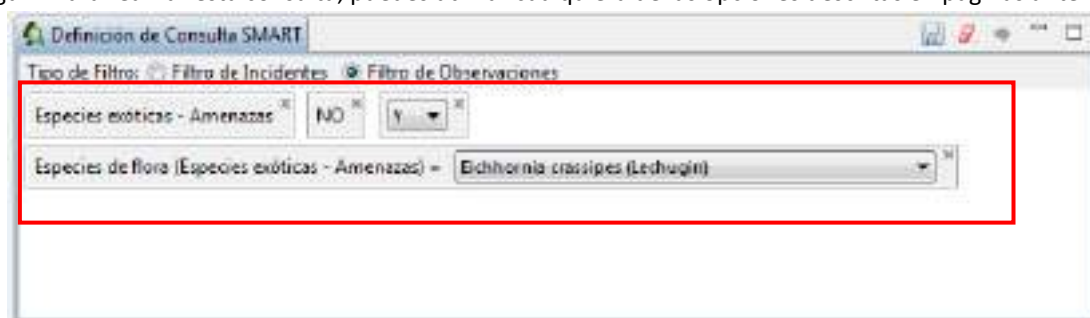 Definición de Consulta SMART
Tipo de Filtro: Filtro de Incidentes Filtro de Observaciones
Especies exóticas - Amenazas NO Y
Especies de flora (Especies exóticas - Amenazas) = Eichhornia crassipes (Lechugin)